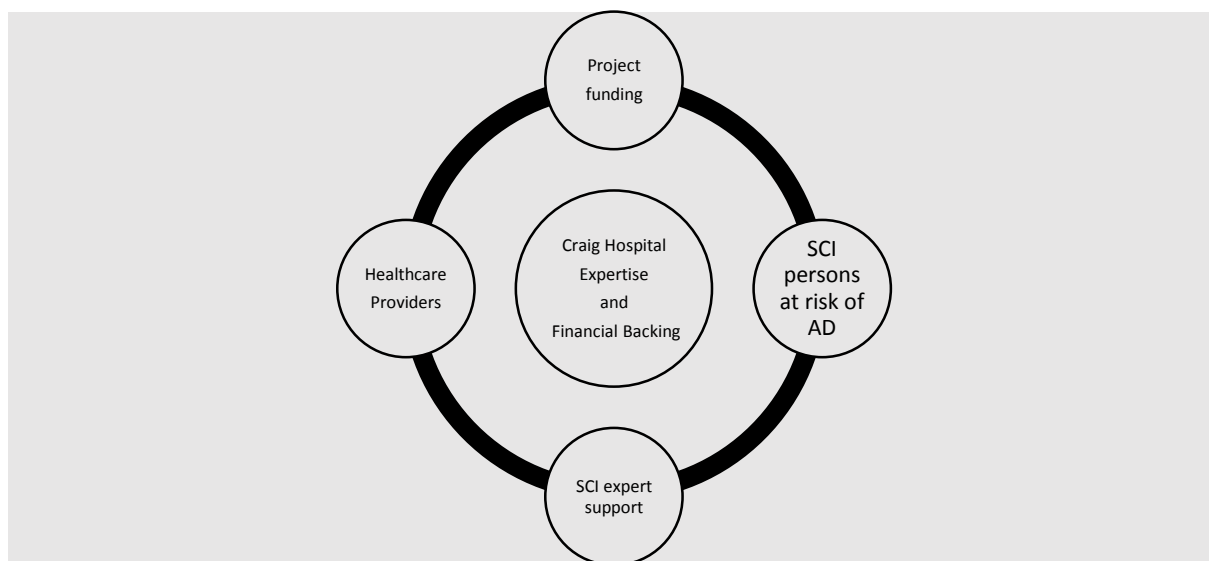 Project
funding
Healthcare
Providers
Craig Hospital
Expertise
and
Financial Backing
SCI
persons
at risk of
AD
SCI expert
support